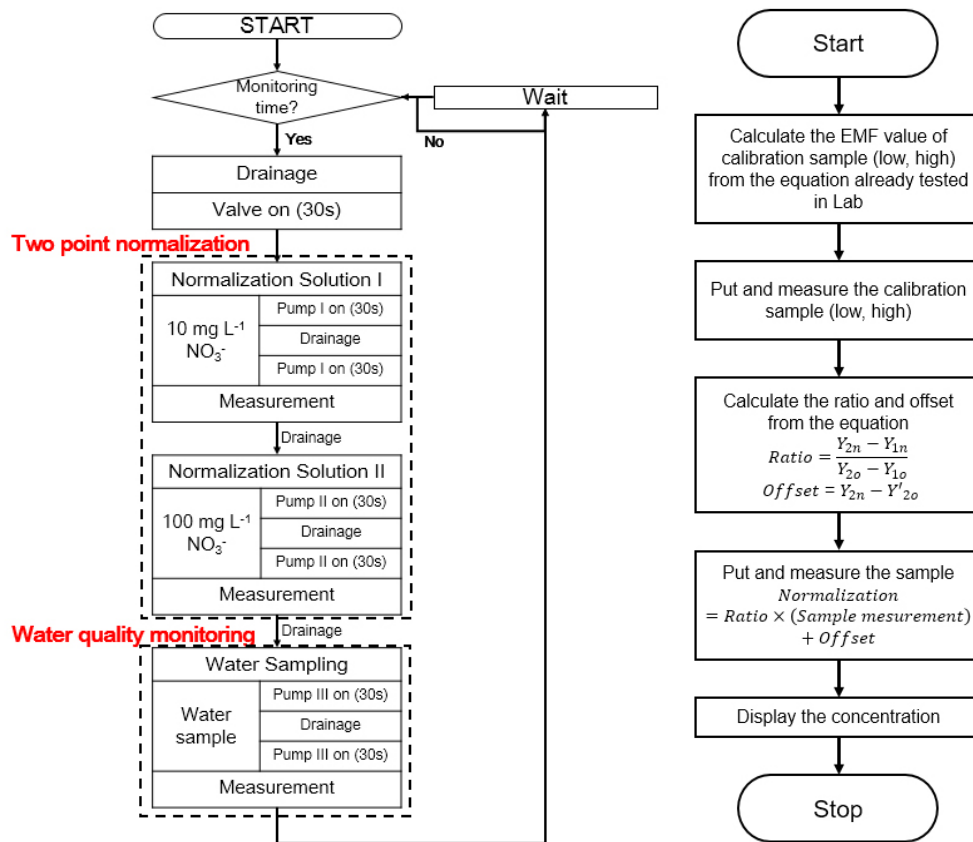 START
Monitoring
time?
Wait
No
Yes
Drainage
Valve on (30s)
Two point normalization
Normalization Solution I
10 mg L⁻¹
NO₃⁻
Pump I on (30s)
Drainage
Pump I on (30s)
Measurement
Drainage
Normalization Solution II
100 mg L⁻¹
NO₃⁻
Pump II on (30s)
Drainage
Pump II on (30s)
Measurement
Drainage
Water quality monitoring
Water Sampling
Water
sample
Pump III on (30s)
Drainage
Pump III on (30s)
Measurement
Start
Calculate the EMF value of
calibration sample (low, high)
from the equation already tested
in Lab
Put and measure the calibration
sample (low, high)
Calculate the ratio and offset
from the equation
Ratio = (Y₂ₙ − Y₁ₙ) / (Y₂ₒ − Y₁ₒ)
Offset = Y₂ₙ − Y'₂ₒ
Put and measure the sample
Normalization
= Ratio × (Sample mesurement)
+ Offset
Display the concentration
Stop